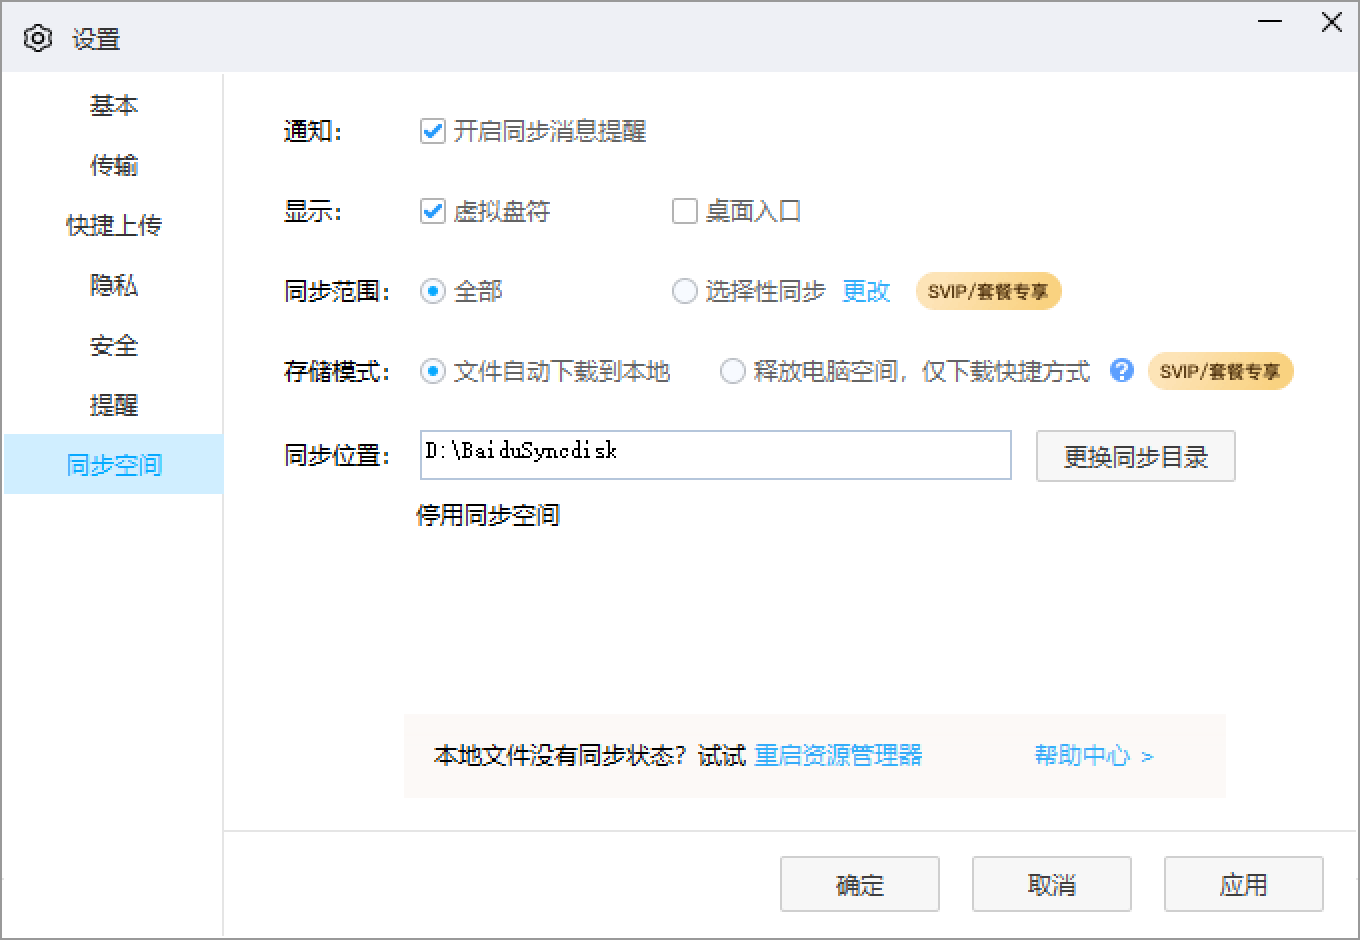 设置
基本
传输
快捷上传
隐私
安全
提醒
同步空间
通知： 开启同步消息提醒
显示： 虚拟盘符 桌面入口
同步范围： 全部 选择性同步 更改 SVIP/套餐专享
存储模式： 文件自动下载到本地 释放电脑空间，仅下载快捷方式 ? SVIP/套餐专享
同步位置： D:\BaiduSyncdisk 更换同步目录
停用同步空间
本地文件没有同步状态？试试 重启资源管理器 帮助中心 >
确定 取消 应用